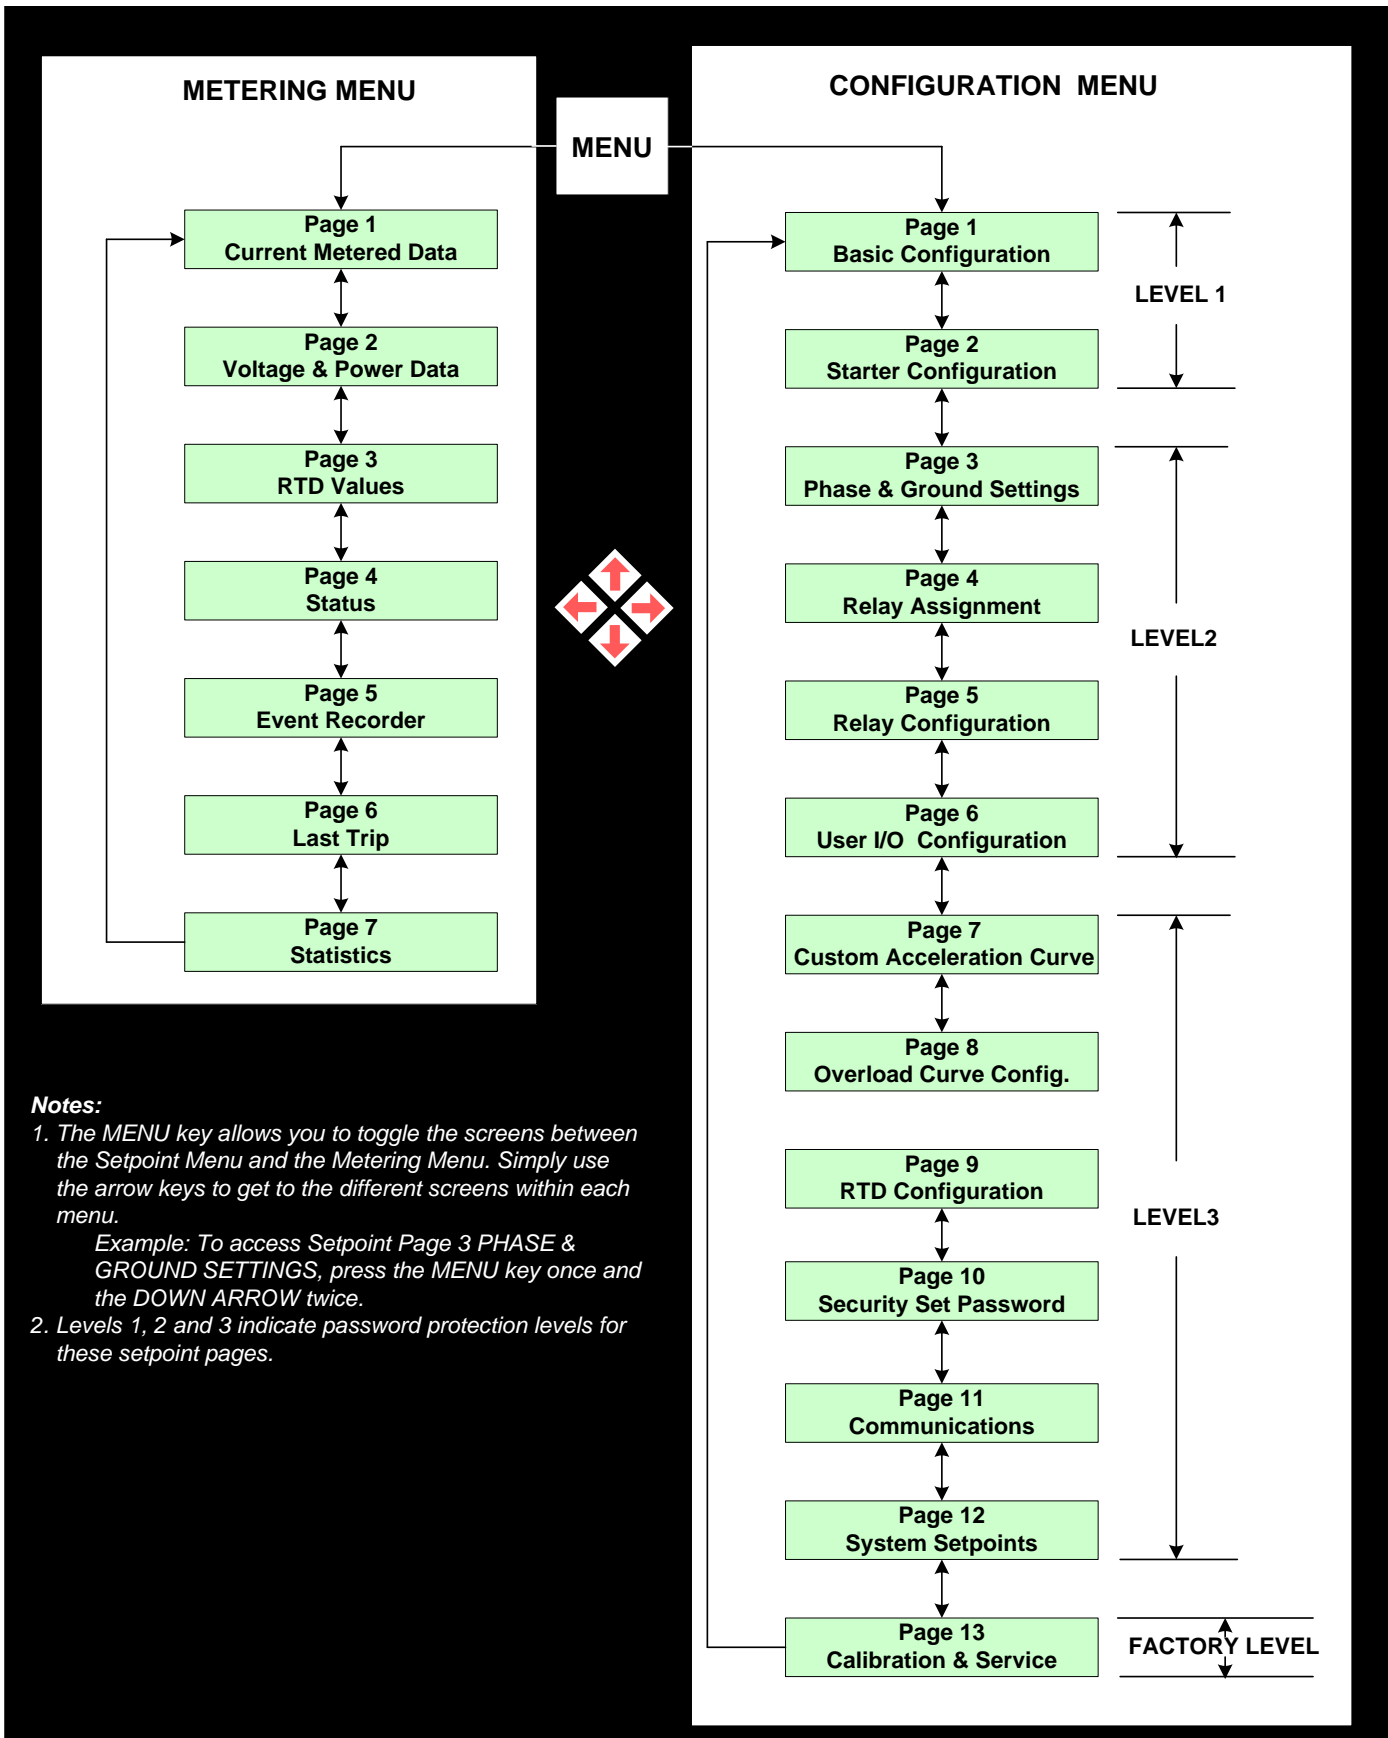 METERING MENU
MENU
CONFIGURATION MENU
Page 1
Current Metered Data
Page 2
Voltage & Power Data
Page 3
RTD Values
Page 4
Status
Page 5
Event Recorder
Page 6
Last Trip
Page 7
Statistics
Notes:
1. The MENU key allows you to toggle the screens between
the Setpoint Menu and the Metering Menu. Simply use
the arrow keys to get to the different screens within each
menu.
Example: To access Setpoint Page 3 PHASE &
GROUND SETTINGS, press the MENU key once and
the DOWN ARROW twice.
2. Levels 1, 2 and 3 indicate password protection levels for
these setpoint pages.
Page 1
Basic Configuration
LEVEL 1
Page 2
Starter Configuration
Page 3
Phase & Ground Settings
Page 4
Relay Assignment
LEVEL2
Page 5
Relay Configuration
Page 6
User I/O Configuration
Page 7
Custom Acceleration Curve
Page 8
Overload Curve Config.
Page 9
RTD Configuration
LEVEL3
Page 10
Security Set Password
Page 11
Communications
Page 12
System Setpoints
Page 13
Calibration & Service
FACTORY LEVEL